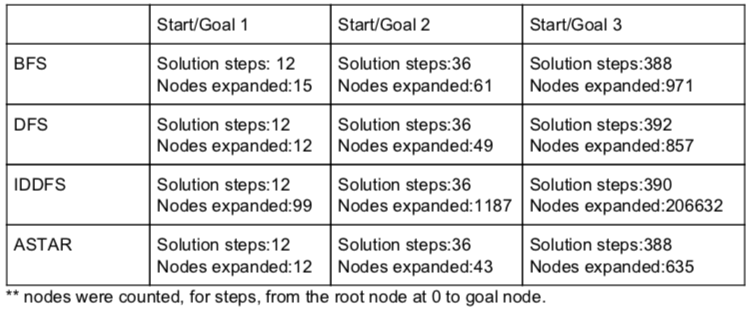 Start/Goal 1 Start/Goal 2 Start/Goal 3
BFS Solution steps: 12 Solution steps:36 Solution steps:388
Nodes expanded:15 Nodes expanded:61 Nodes expanded:971
DFS Solution steps:12 Solution steps:36 Solution steps:392
Nodes expanded:12 Nodes expanded:49 Nodes expanded:857
IDDFS Solution steps:12 Solution steps:36 Solution steps:390
Nodes expanded:99 Nodes expanded:1187 Nodes expanded:206632
ASTAR Solution steps:12 Solution steps:36 Solution steps:388
Nodes expanded:12 Nodes expanded:43 Nodes expanded:635
** nodes were counted, for steps, from the root node at 0 to goal node.